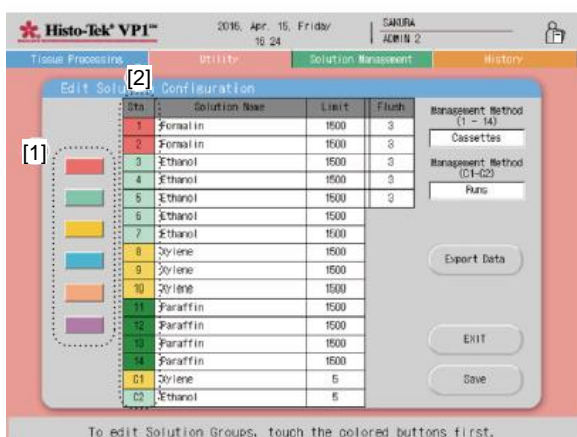 Histo-Tek® VP1™ 2016, Apr. 15, Friday SAKURA
16 24 ADMIN 2
Tissue Processing Utility Solution Management History
[2]
Edit Solution Configuration
Stn Solution Name Limit Flush
1 Formalin 1500 3
2 Formalin 1500 3
3 Ethanol 1500 3
4 Ethanol 1500 3
5 Ethanol 1500 3
6 Ethanol 1500
7 Ethanol 1500
8 Xylene 1500
9 Xylene 1500
10 Xylene 1500
11 Paraffin 1500
12 Paraffin 1500
13 Paraffin 1500
14 Paraffin 1500
C1 Xylene 5
C2 Ethanol 5
[1]
Management Method
(1 - 14)
Cassettes
Management Method
(C1-C2)
Runs
Export Data
EXIT
Save
To edit Solution Groups, touch the colored buttons first.